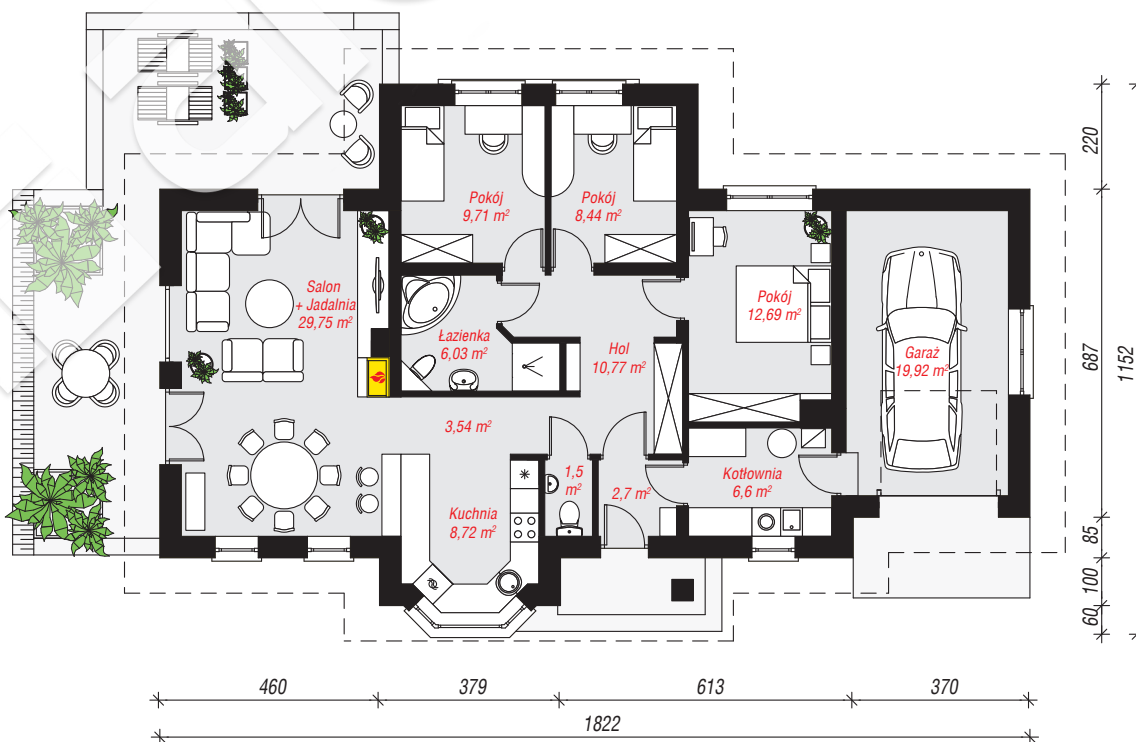 Pokój
9,71 m²
Pokój
8,44 m²
Salon
+ Jadalnia
29,75 m²
Łazienka
6,03 m²
Hol
10,77 m²
Pokój
12,69 m²
Garaż
19,92 m²
3,54 m²
Kuchnia
8,72 m²
1,5
m²
2,7 m²
Kotłownia
6,6 m²
220
687
1152
85
100
60
460
379
613
370
1822